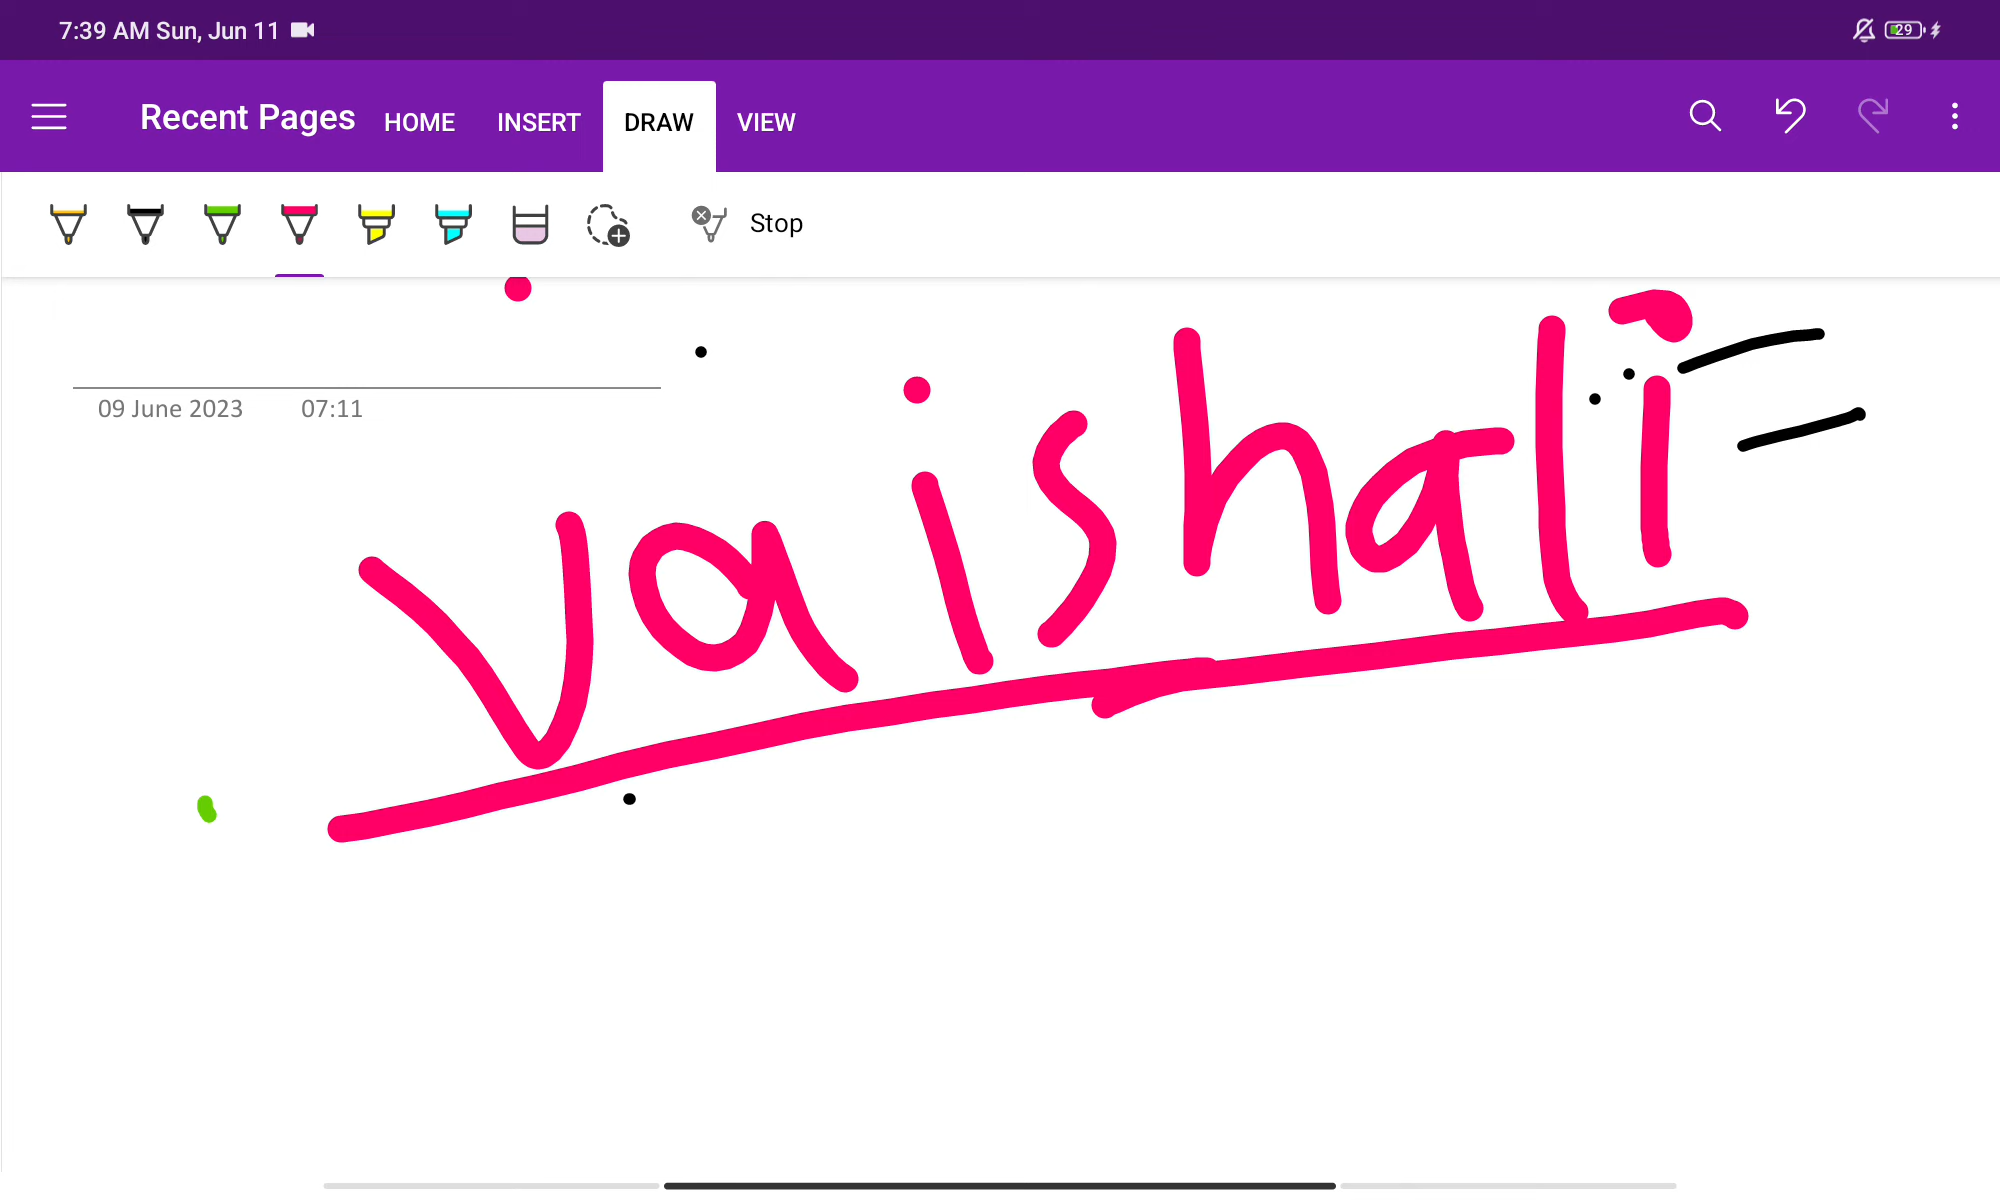 7:39 AM Sun, Jun 11
29
Recent Pages HOME INSERT DRAW VIEW
Stop
09 June 2023 07:11
vaishali